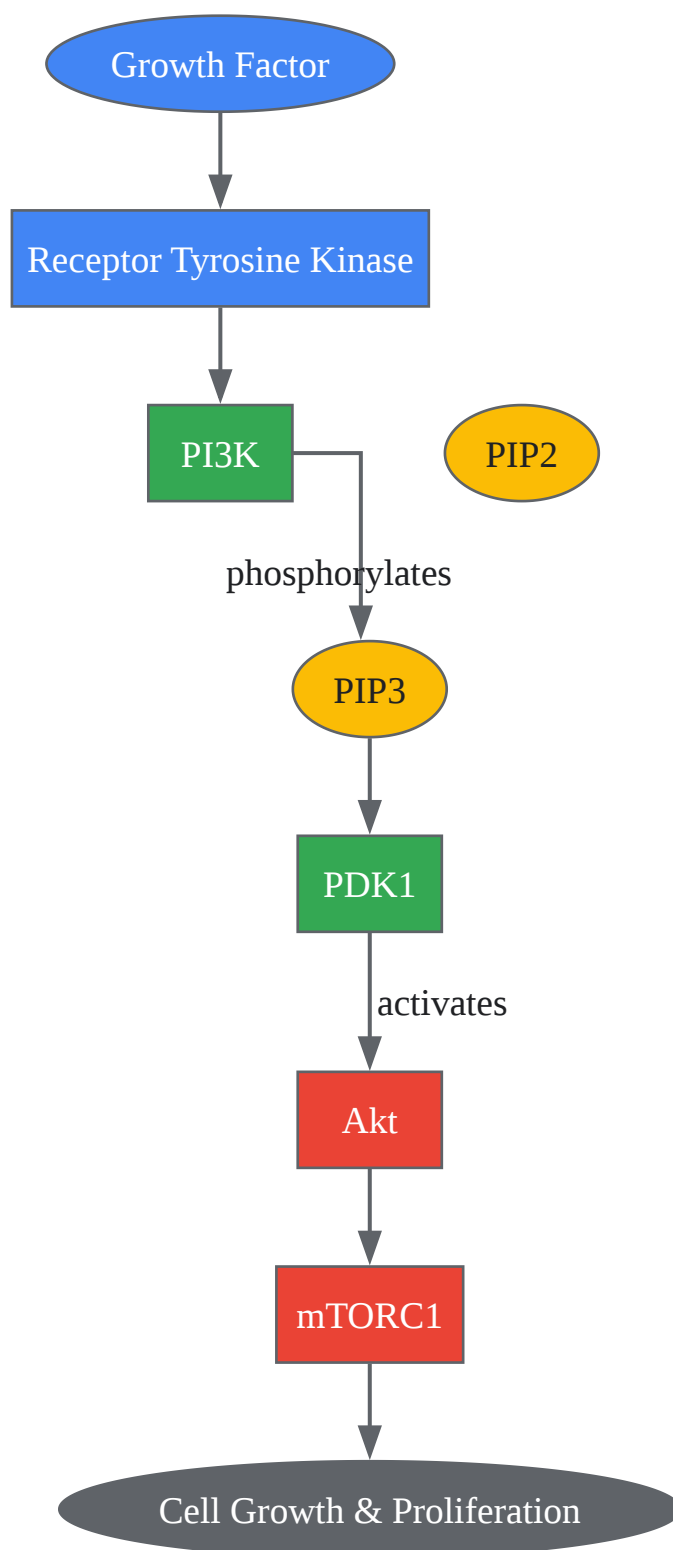 Growth Factor
Receptor Tyrosine Kinase
PI3K
PIP2
phosphorylates
PIP3
PDK1
activates
Akt
mTORC1
Cell Growth & Proliferation